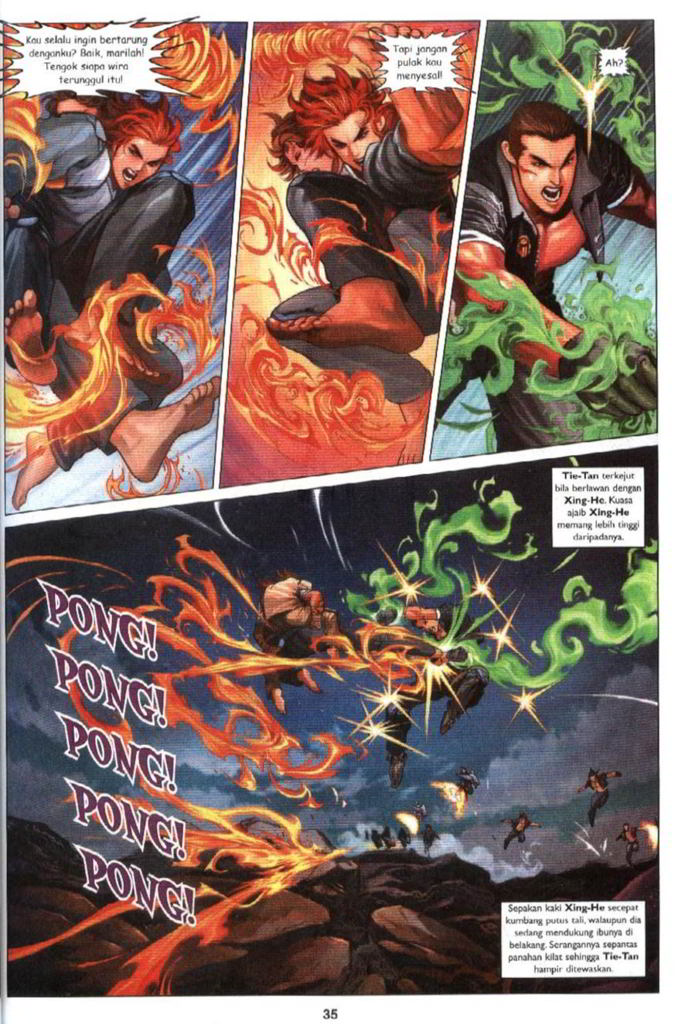 Kau selalu ingin bertarung
denganku? Baik, marilah!
Tengok siapa wira
terunggul itu!
Tapi jangan
pulak kau
menyesal!
Ah?
Tie-Tan terkejut
bila berlawan dengan
Xing-He. Kuasa
ajaib Xing-He
memang lebih tinggi
daripadanya.
PONG!
PONG!
PONG!
PONG!
PONG!
Sepakan kaki Xing-He secepat
kumbang putus tali, walaupun dia
sedang mendukung ibunya di
belakang. Serangannya sepantas
panahan kilat sehingga Tie-Tan
hampir ditewaskan.
35